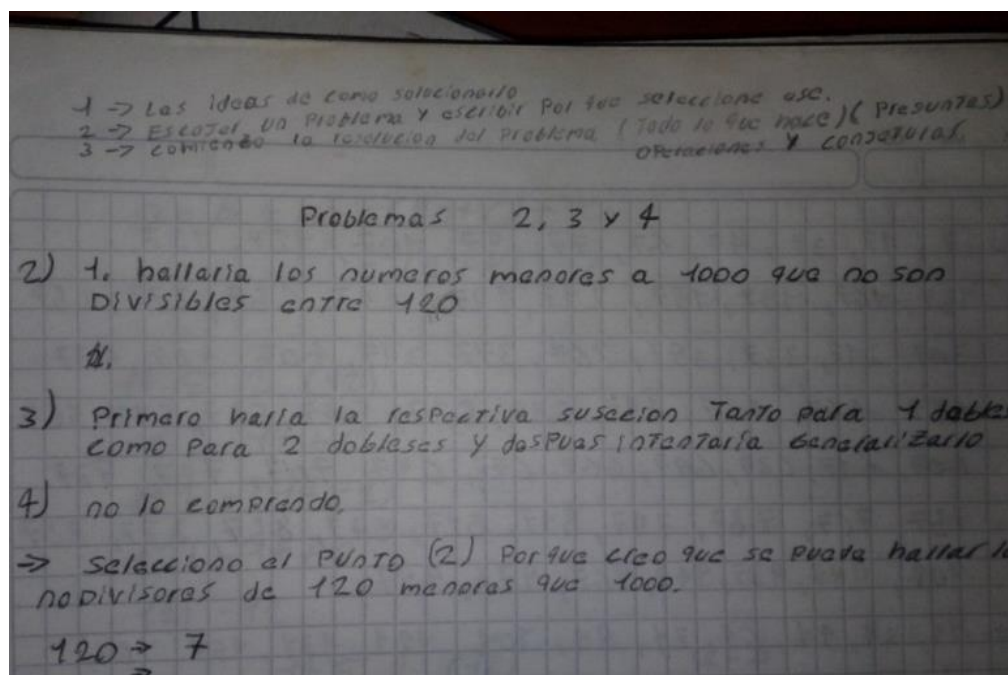 1 → Las ideas de como solucionarlo
2 → Escojer un Problema y escribir Por que seleccione ese.
3 → comienzo la resolucion del Problema (Todo lo que hace) (Preguntas)
operaciones y conjeturas.
Problemas 2, 3 y 4
2) 1. hallaria los numeros menores a 1000 que no son
Divisibles entre 120
3) Primero haria la respectiva suseccion Tanto para 1 doble
como para 2 dobleses y despues intentaria Generalizarlo
4) no lo comprendo.
→ selecciono el PUNTO (2) Porque creo que se pueda hallar
no Divisores de 120 menores que 1000.
120 → 7